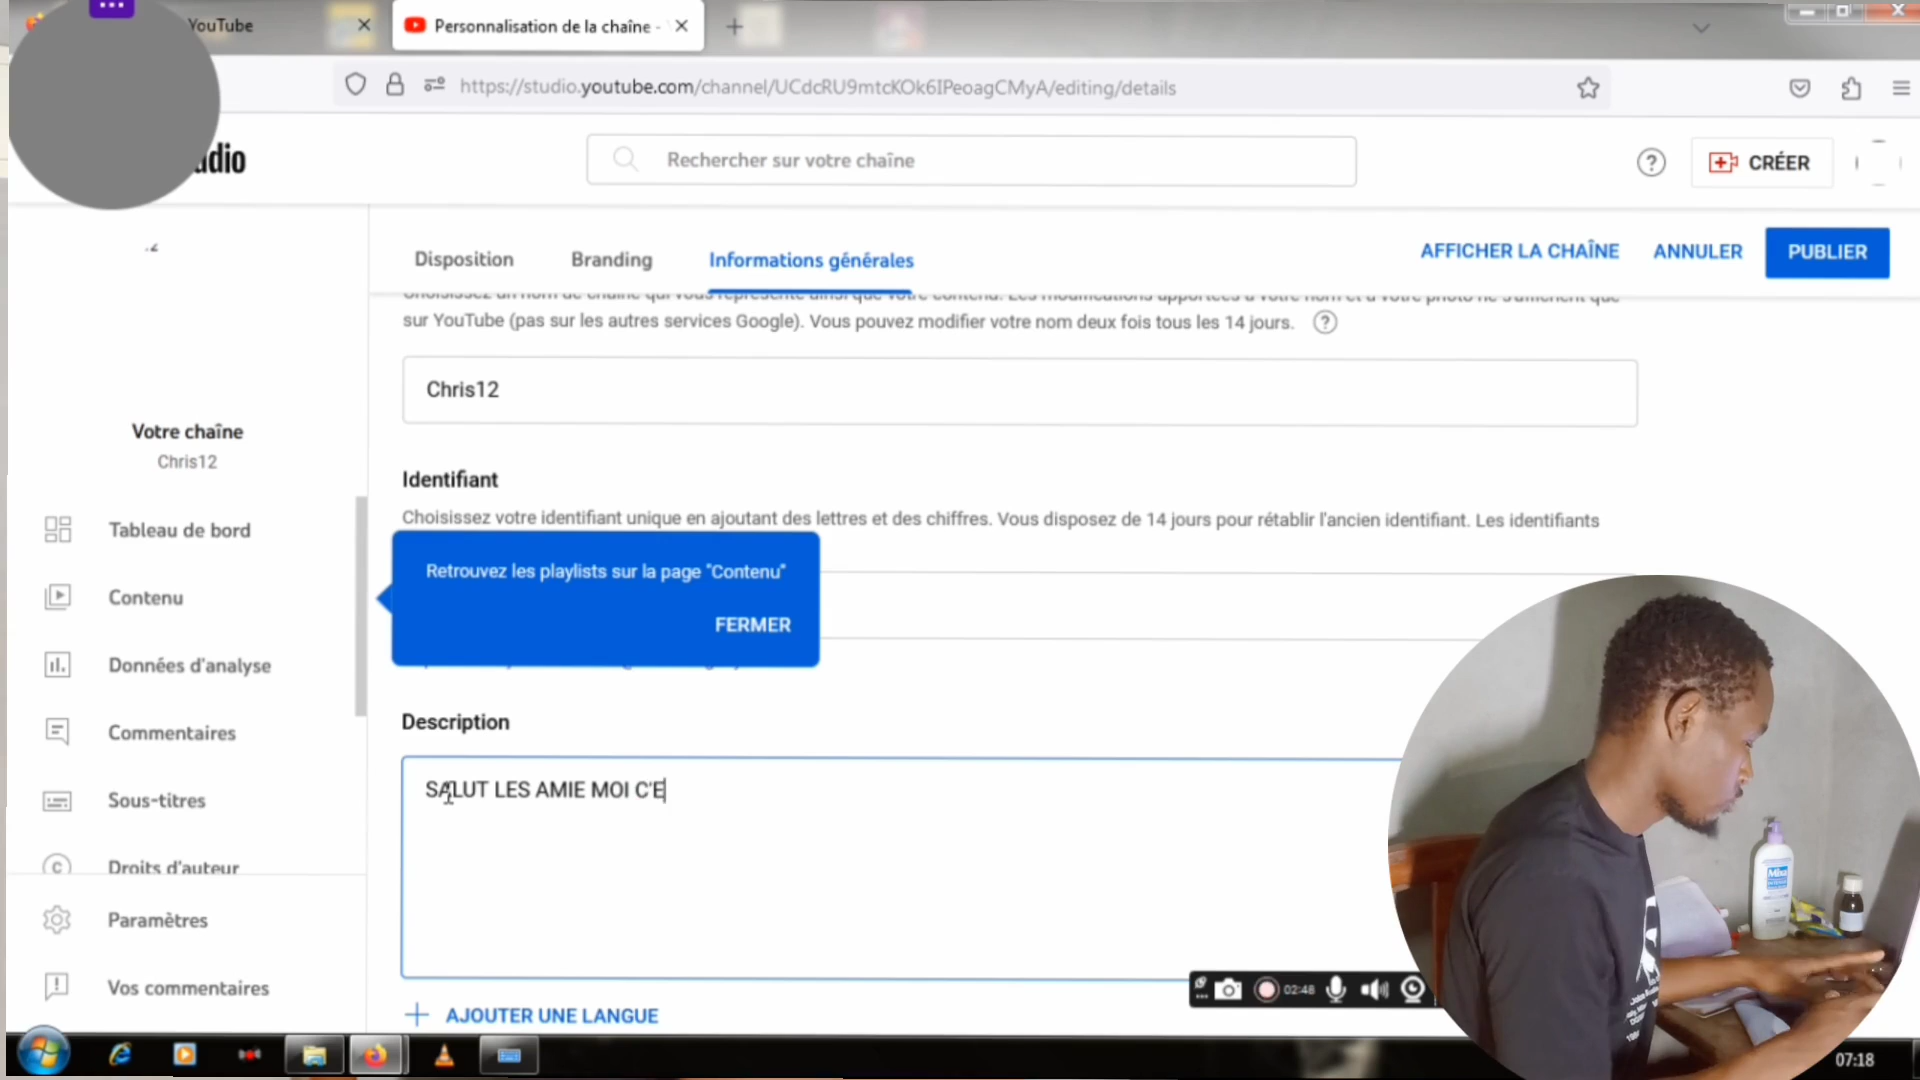 YouTube
Personnalisation de la chaîne -
https://studio.youtube.com/channel/UCdcRU9mtcKOk6IPeoagCMyA/editing/details
Rechercher sur votre chaîne
CRÉER
Disposition
Branding
Informations générales
AFFICHER LA CHAÎNE
ANNULER
PUBLIER
sur YouTube (pas sur les autres services Google). Vous pouvez modifier votre nom deux fois tous les 14 jours.
Chris12
Votre chaîne
Chris12
Identifiant
Choisissez votre identifiant unique en ajoutant des lettres et des chiffres. Vous disposez de 14 jours pour rétablir l'ancien identifiant. Les identifiants
Tableau de bord
Contenu
Données d'analyse
Commentaires
Sous-titres
Droits d'auteur
Paramètres
Vos commentaires
Retrouvez les playlists sur la page "Contenu"
FERMER
Description
SALUT LES AMIE MOI C'E
AJOUTER UNE LANGUE
02:48
Mixa
07:18